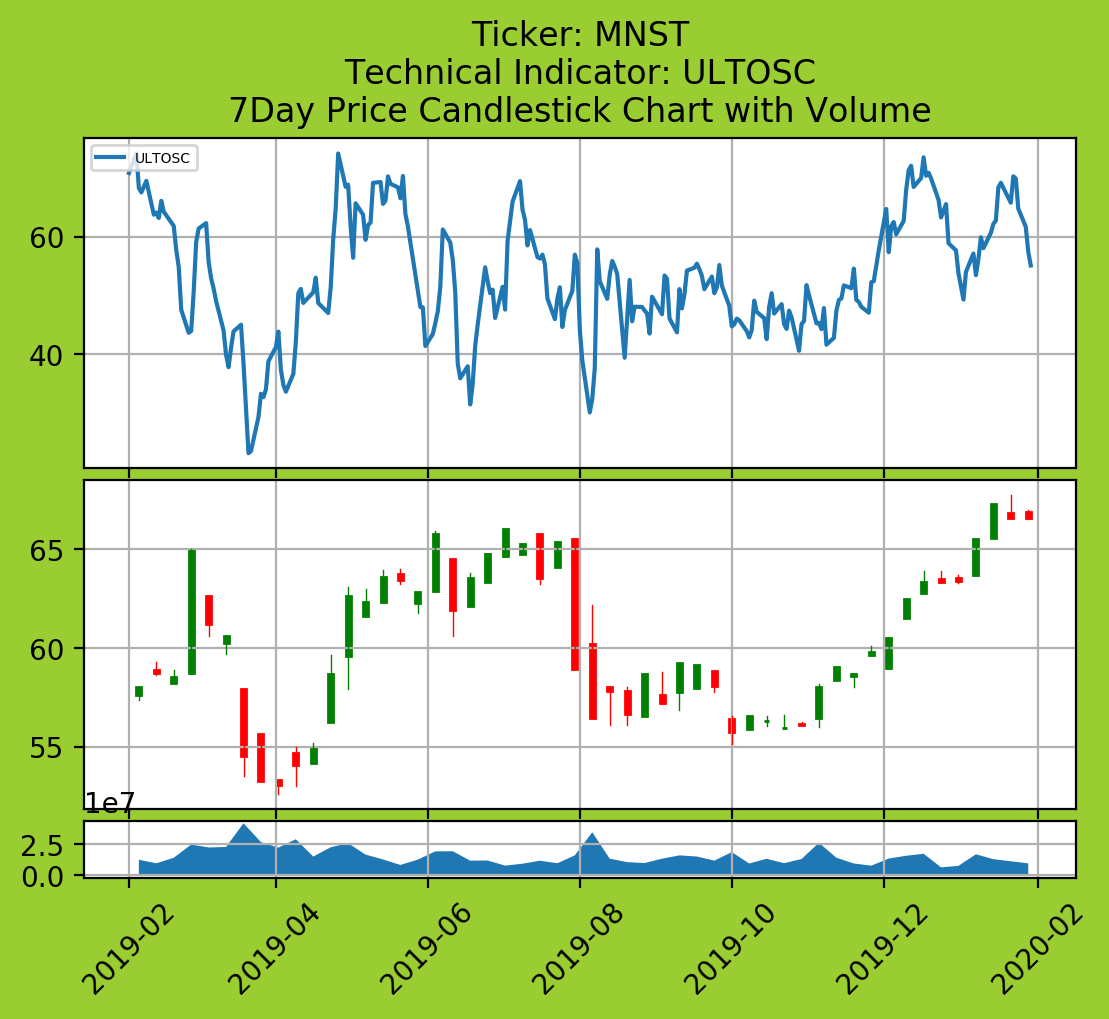 Ticker: MNST
Technical Indicator: ULTOSC
7Day Price Candlestick Chart with Volume
ULTOSC
60
40
65
60
55
1e7
2.5
0.0
2019-02
2019-04
2019-06
2019-08
2019-10
2019-12
2020-02